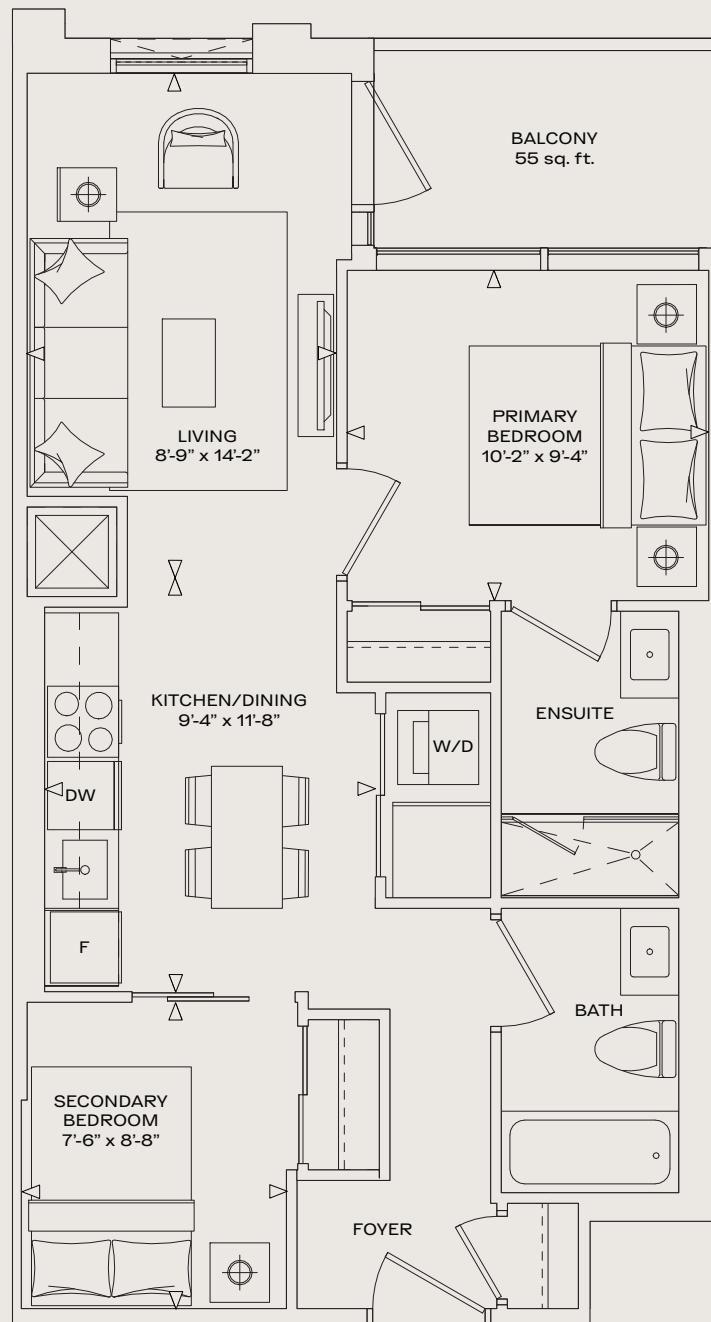 BALCONY
55 sq. ft.
LIVING
8'-9” x 14'-2”
PRIMARY
BEDROOM
10'-2” x 9'-4”
KITCHEN/DINING
9'-4” x 11'-8”
ENSUITE
W/D
DW
F
BATH
SECONDARY
BEDROOM
7'-6” x 8'-8”
FOYER